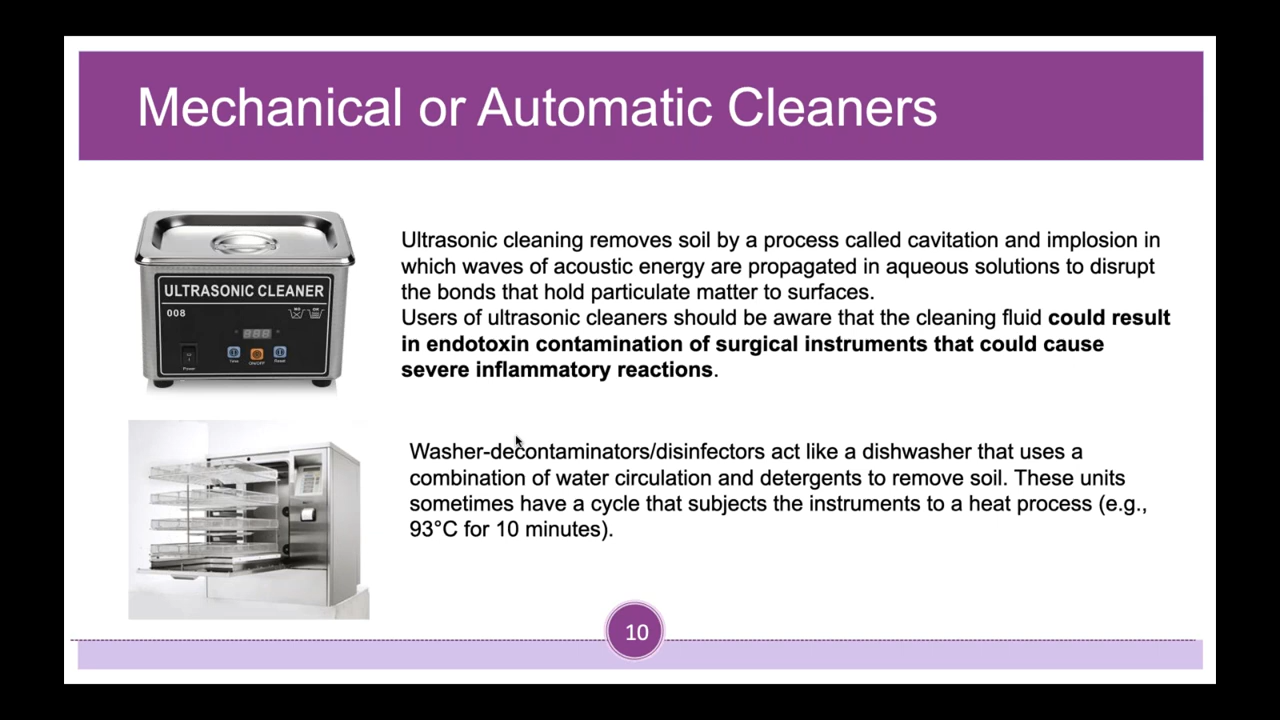 Mechanical or Automatic Cleaners
ULTRASONIC CLEANER
008
Power
Time
ON/OFF
Reset
Ultrasonic cleaning removes soil by a process called cavitation and implosion in
which waves of acoustic energy are propagated in aqueous solutions to disrupt
the bonds that hold particulate matter to surfaces.
Users of ultrasonic cleaners should be aware that the cleaning fluid could result
in endotoxin contamination of surgical instruments that could cause
severe inflammatory reactions.
Washer-decontaminators/disinfectors act like a dishwasher that uses a
combination of water circulation and detergents to remove soil. These units
sometimes have a cycle that subjects the instruments to a heat process (e.g.,
93°C for 10 minutes).
10